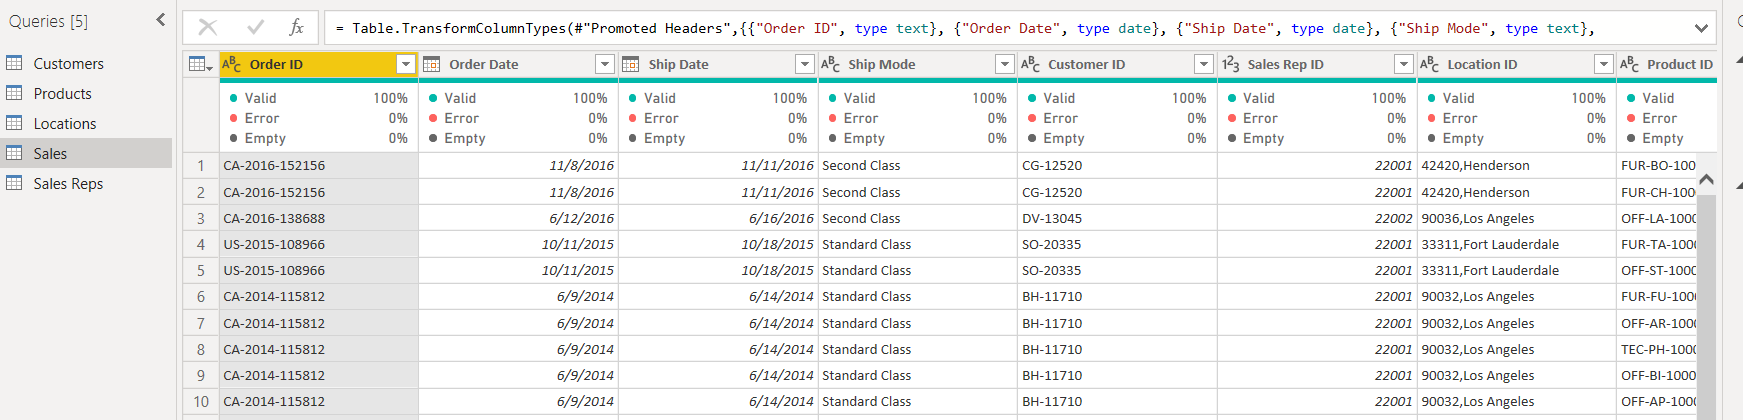 Queries [5]
Customers
Products
Locations
Sales
Sales Reps
fx
= Table.TransformColumnTypes(#"Promoted Headers",{{"Order ID", type text}, {"Order Date", type date}, {"Ship Date", type date}, {"Ship Mode", type text},
ABC Order ID Order Date Ship Date ABC Ship Mode ABC Customer ID 123 Sales Rep ID ABC Location ID ABC Product ID
Valid 100% Valid 100% Valid 100% Valid 100% Valid 100% Valid 100% Valid 100% Valid
Error 0% Error 0% Error 0% Error 0% Error 0% Error 0% Error 0% Error
Empty 0% Empty 0% Empty 0% Empty 0% Empty 0% Empty 0% Empty 0% Empty
1 CA-2016-152156 11/8/2016 11/11/2016 Second Class CG-12520 22001 42420,Henderson FUR-BO-100
2 CA-2016-152156 11/8/2016 11/11/2016 Second Class CG-12520 22001 42420,Henderson FUR-CH-100
3 CA-2016-138688 6/12/2016 6/16/2016 Second Class DV-13045 22002 90036,Los Angeles OFF-LA-1000
4 US-2015-108966 10/11/2015 10/18/2015 Standard Class SO-20335 22001 33311,Fort Lauderdale FUR-TA-1000
5 US-2015-108966 10/11/2015 10/18/2015 Standard Class SO-20335 22001 33311,Fort Lauderdale OFF-ST-1000
6 CA-2014-115812 6/9/2014 6/14/2014 Standard Class BH-11710 22001 90032,Los Angeles FUR-FU-100
7 CA-2014-115812 6/9/2014 6/14/2014 Standard Class BH-11710 22001 90032,Los Angeles OFF-AR-1000
8 CA-2014-115812 6/9/2014 6/14/2014 Standard Class BH-11710 22001 90032,Los Angeles TEC-PH-1000
9 CA-2014-115812 6/9/2014 6/14/2014 Standard Class BH-11710 22001 90032,Los Angeles OFF-BI-1000
10 CA-2014-115812 6/9/2014 6/14/2014 Standard Class BH-11710 22001 90032,Los Angeles OFF-AP-1000